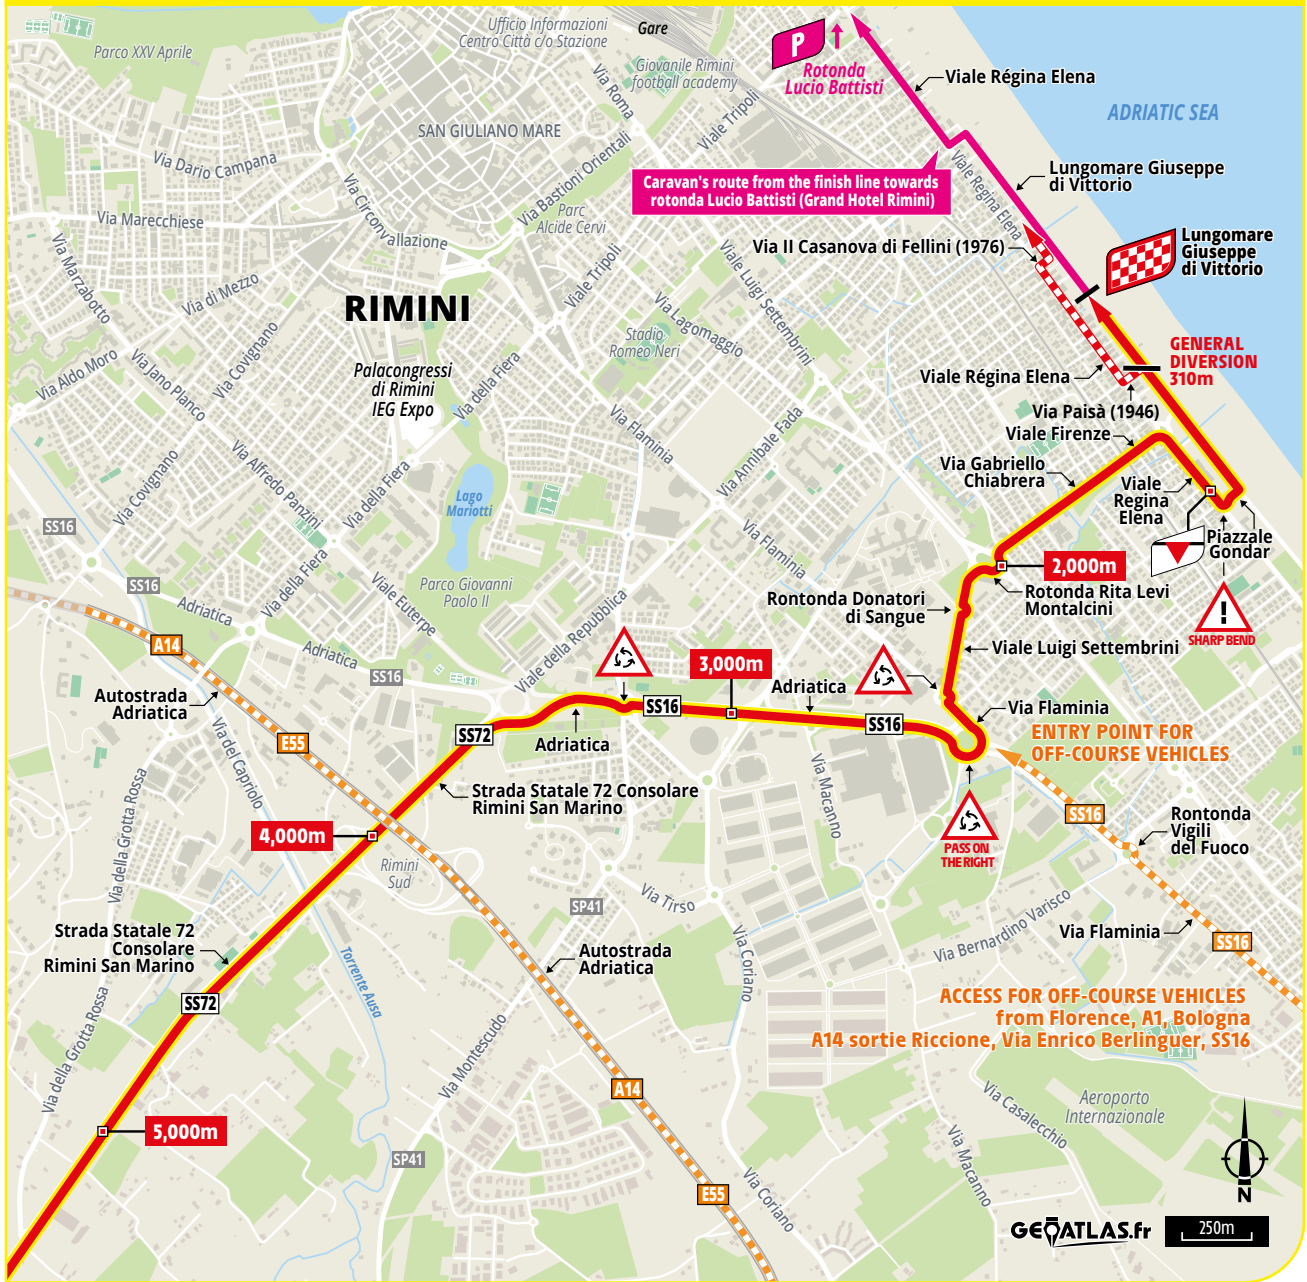 Parco XXV Aprile
Ufficio Informazioni
Centro Città c/o Stazione
Gare
P
Rotonda
Lucio Battisti
Giovanile Rimini
football academy
Viale Régina Elena
ADRIATIC SEA
Via Roma
Viale Tripoli
SAN GIULIANO MARE
Via Dario Campana
Via Bastioni Orientali
Via Circonvallazione
Viale Regina Elena
Lungomare Giuseppe
di Vittorio
Caravan's route from the finish line towards
rotonda Lucio Battisti (Grand Hotel Rimini)
Via Marecchiese
Parc
Alcide Cervi
Via II Casanova di Fellini (1976)
Lungomare
Giuseppe
di Vittorio
Via Marzabotto
Via di Mezzo
Viale Tripoli
Viale Luigi Settembrini
RIMINI
Via Lagomaggio
Stadio
Romeo Neri
GENERAL
DIVERSION
310m
Via Aldo Moro
Via Jano Planco
Via Covignano
Palacongressi
di Rimini
IEG Expo
Via della Fiera
Viale Régina Elena
Via Paisà (1946)
Viale Firenze
Via Flaminia
Via Annibale Fada
Via Gabriello
Chiabrera
Via Covignano
Via Alfredo Panzini
Via della Fiera
Lago
Mariotti
Viale
Regina
Elena
SS16
Via Flaminia
Piazzale
Gondar
2,000m
SS16
Via della Fiera
Viale Euterpe
Parco Giovanni
Paolo II
Rotonda Rita Levi
Montalcini
Rontonda Donatori
di Sangue
!
SHARP BEND
Adriatica
Viale della Repubblica
A14
Adriatica
SS16
3,000m
Viale Luigi Settembrini
Autostrada
Adriatica
Adriatica
SS16
SS16
Via Flaminia
SS72
Adriatica
ENTRY POINT FOR
OFF-COURSE VEHICLES
E55
Via del Capriolo
Via della Grotta Rossa
Strada Statale 72 Consolare
Rimini San Marino
Via Macanno
SS16
Rontonda
Vigili
del Fuoco
4,000m
PASS ON
THE RIGHT
Rimini
Sud
SP41
Via Tirso
Via Bernardino Varisco
Via Flaminia
SS16
Strada Statale 72
Consolare
Rimini San Marino
Autostrada
Adriatica
Via Coriano
Torrente Ausa
SS72
ACCESS FOR OFF-COURSE VEHICLES
from Florence, A1, Bologna
A14 sortie Riccione, Via Enrico Berlinguer, SS16
Via della Grotta Rossa
Via Montescudo
A14
Via Casalecchio
Aeroporto
Internazionale
5,000m
SP41
Via Macanno
E55
Via Coriano
N
GEOATLAS.fr
250m